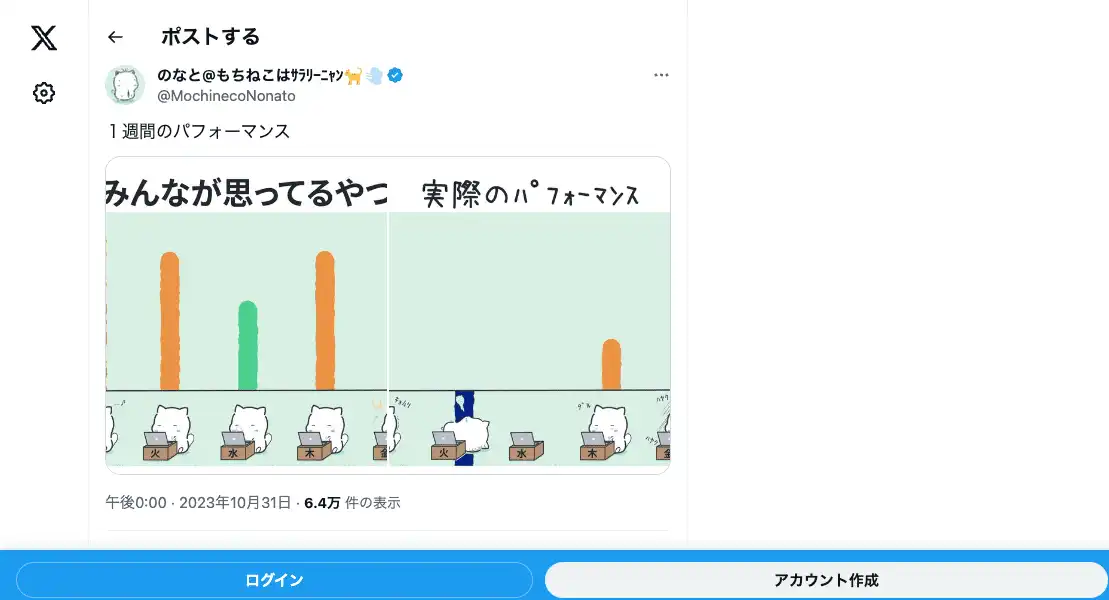 ポストする
のなと@もちねこはｻﾗﾘｰﾆｬﾝ🐈💨
@MochinecoNonato
１週間のパフォーマンス
みんなが思ってるやつ
実際のパフォーマンス
火
水
木
金
火
水
木
金
午後0:00 · 2023年10月31日 · 6.4万 件の表示
ログイン
アカウント作成